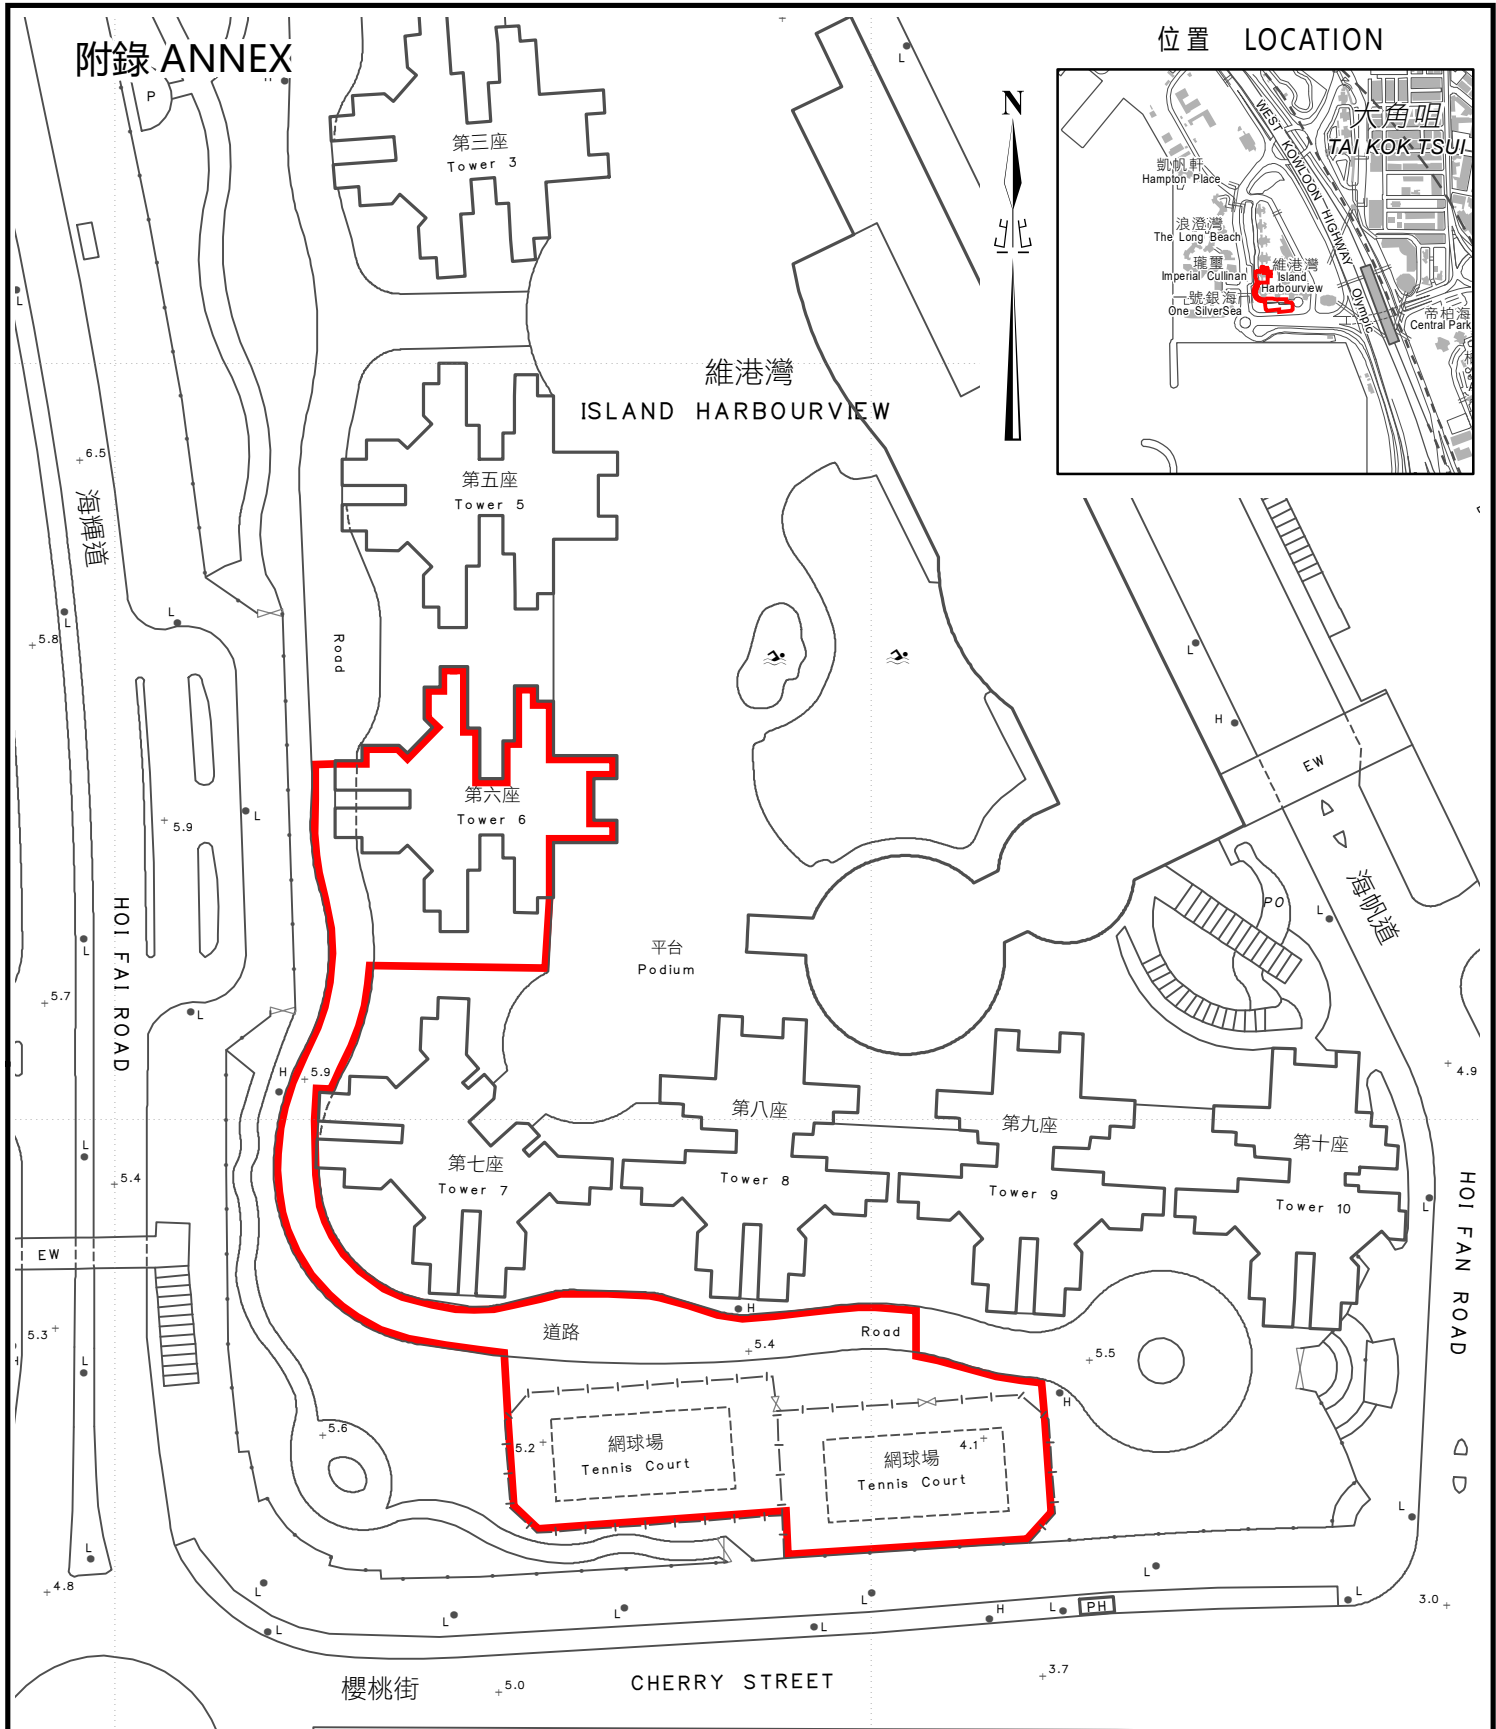 附錄 ANNEX
位置 LOCATION
N
大角咀
TAI KOK TSUI
WEST KOWLOON HIGHWAY
凱帆軒
Hampton Place
浪澄灣
The Long Beach
瓏璽
Imperial Cullinan
一號銀海
One SilverSea
維港灣
Island
Harbourview
Olympic
帝柏海
Central Park
P
L
第三座
Tower 3
維港灣
ISLAND HARBOURVIEW
第五座
Tower 5
6.5
海輝道
5.8
L
L
L
Road
L
H
EW
第六座
Tower 6
5.9
L
HOI FAI ROAD
海帆道
PO
L
平台
Podium
L
5.7
L
H
5.9
4.9
第八座
第九座
第十座
第七座
Tower 7
Tower 8
Tower 9
Tower 10
L
5.4
HOI FAN ROAD
L
EW
H
5.3
道路
Road
5.4
5.5
L
H
H
5.6
5.2
網球場
Tennis Court
網球場
Tennis Court
4.1
L
L
4.8
L
L
L
L
L
L
L
H
L
PH
L
3.0
櫻桃街
5.0
CHERRY STREET
3.7